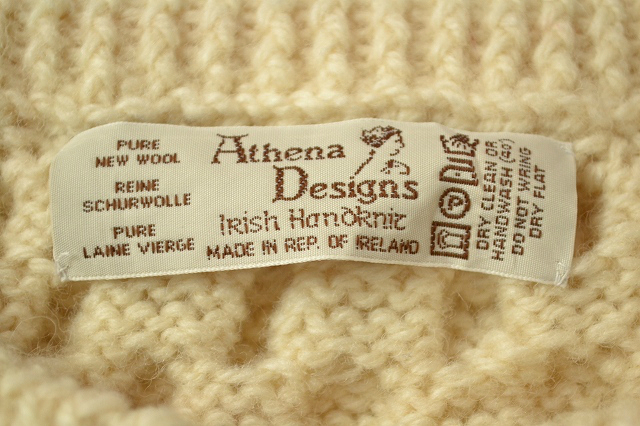 PURE
NEW WOOL
REINE
SCHURWOLLE
PURE
LAINE VIERGE
Athena
Designs
Irish Handknit
MADE IN REP. OF IRELAND
DRY CLEAN OR
HANDWASH (40)
DO NOT WRING
DRY FLAT